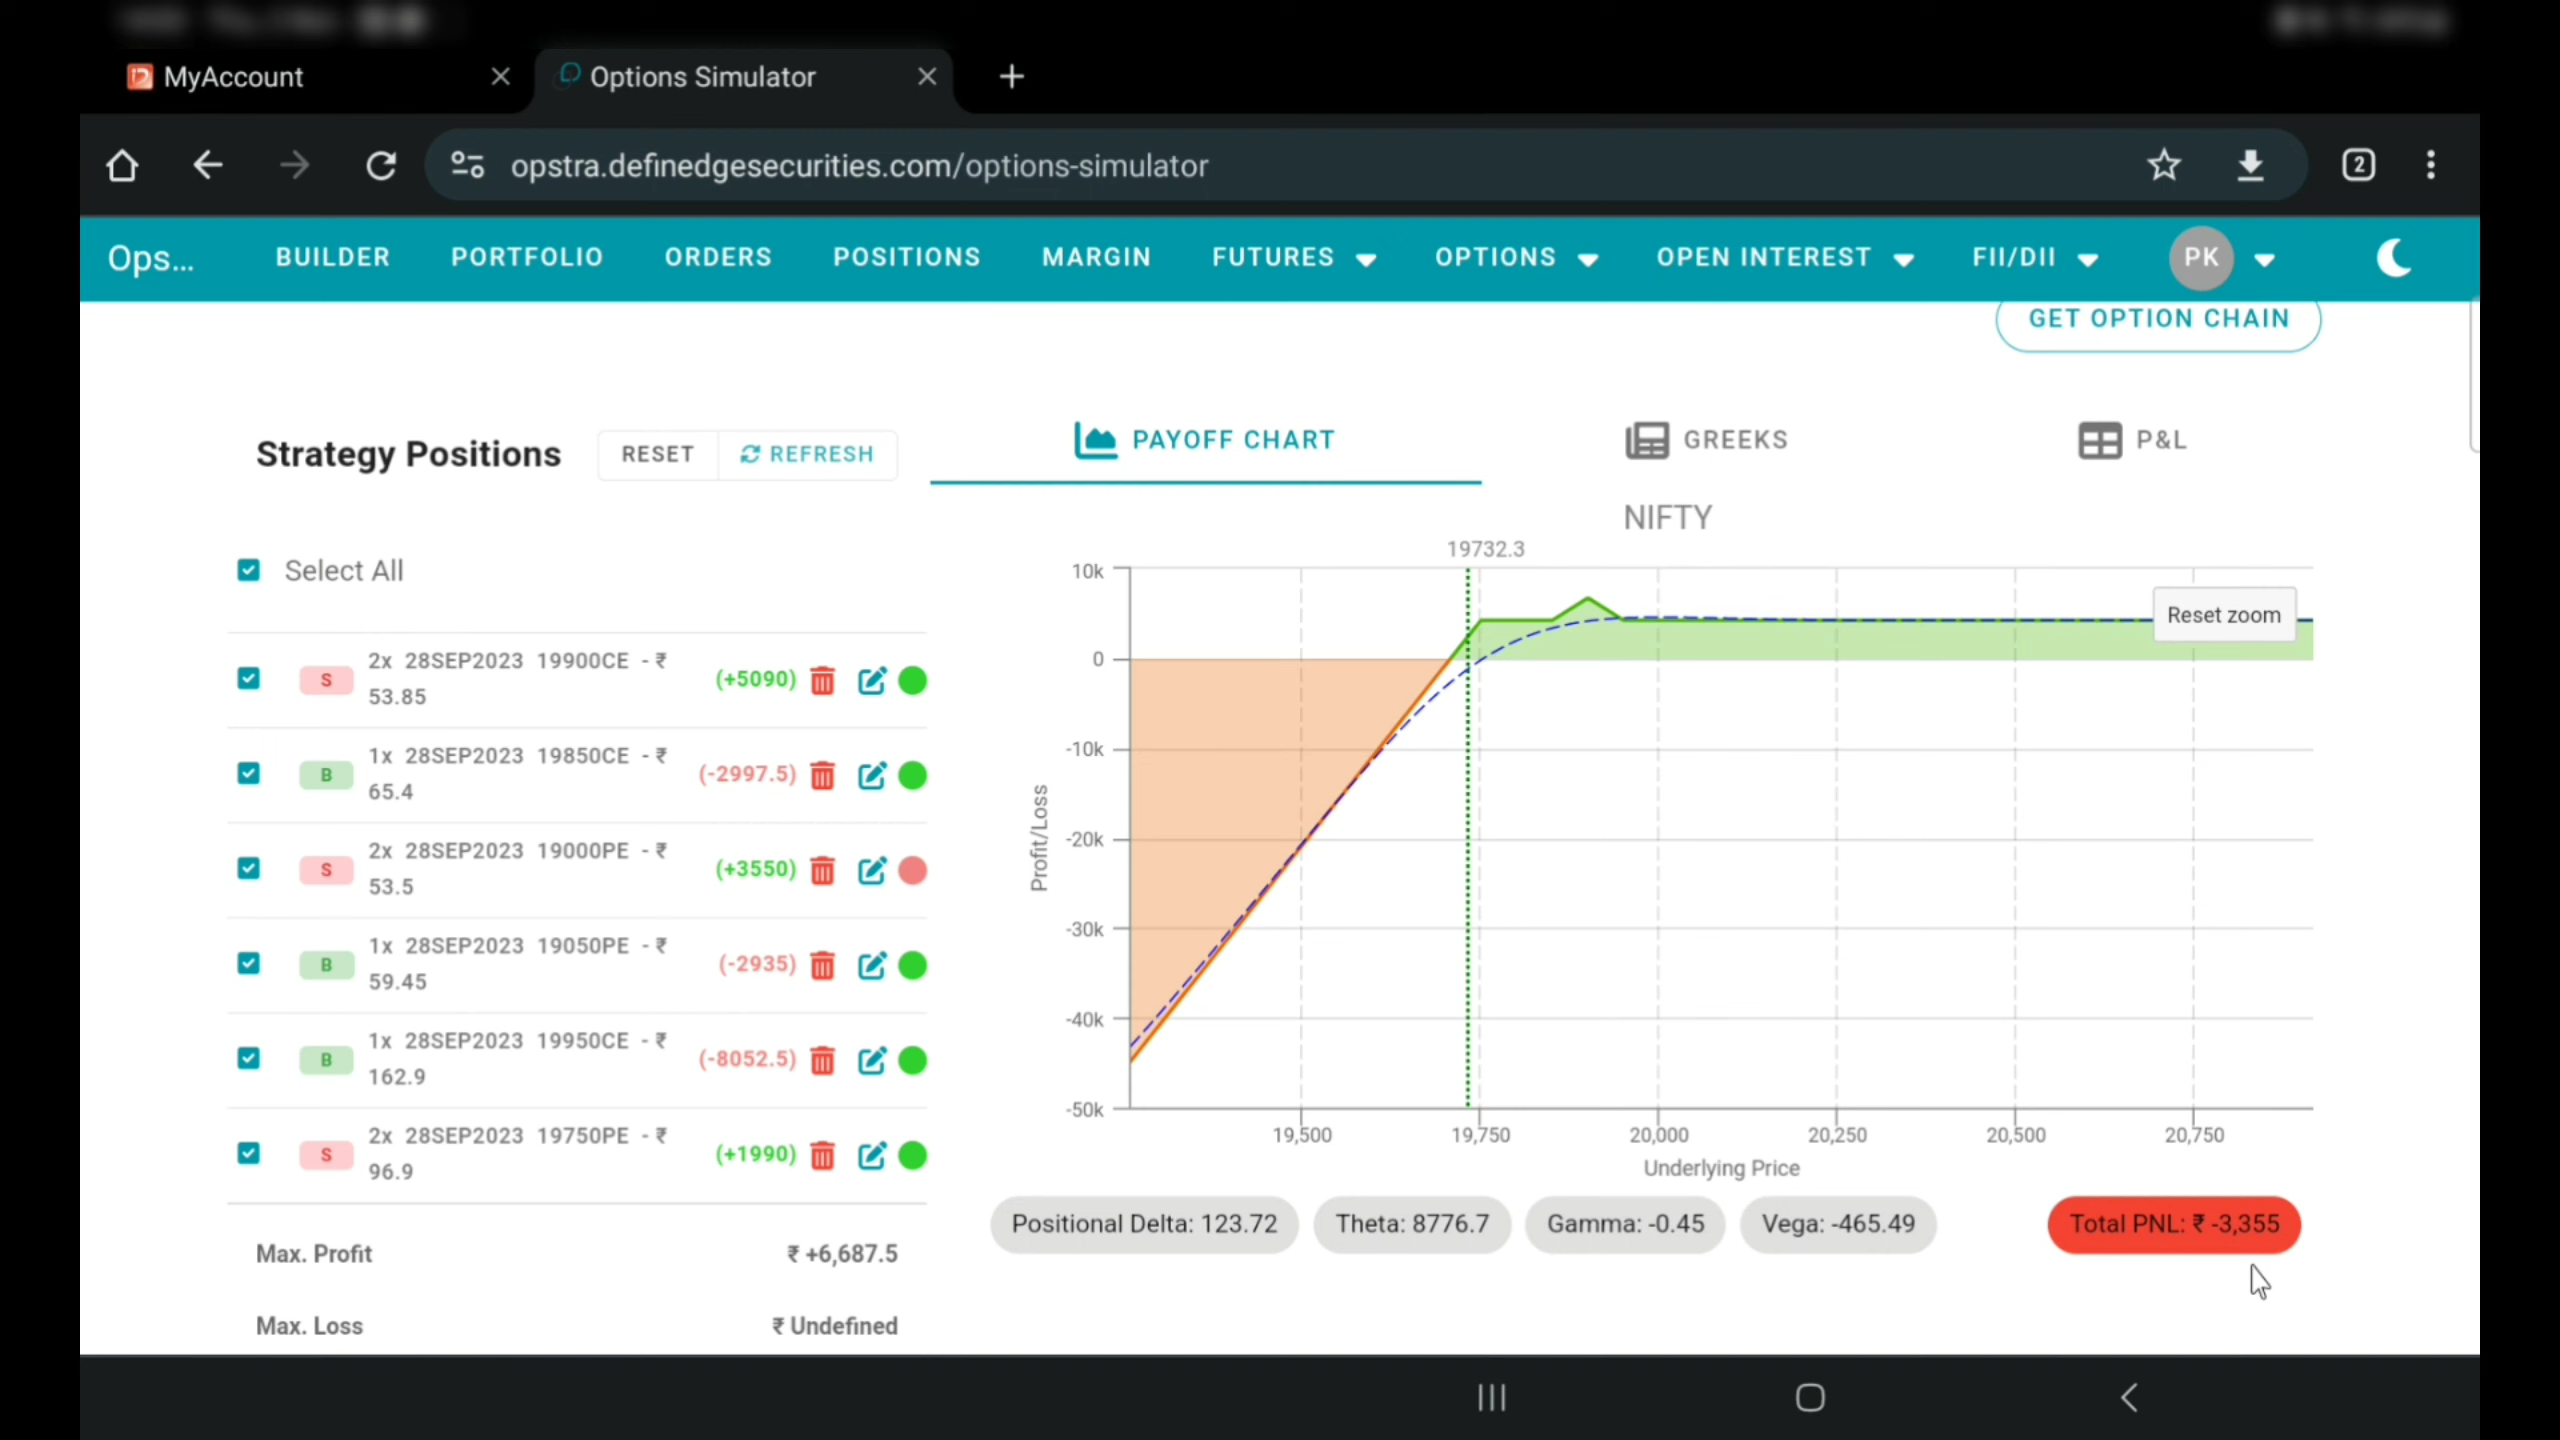 MyAccount
Options Simulator
opstra.definedgesecurities.com/options-simulator
2
Ops...
BUILDER
PORTFOLIO
ORDERS
POSITIONS
MARGIN
FUTURES
OPTIONS
OPEN INTEREST
FII/DII
PK
GET OPTION CHAIN
Strategy Positions
RESET
REFRESH
PAYOFF CHART
GREEKS
P&L
Select All
S
2x 28SEP2023 19900CE - ₹
53.85
(+5090)
B
1x 28SEP2023 19850CE - ₹
65.4
(-2997.5)
S
2x 28SEP2023 19000PE - ₹
53.5
(+3550)
B
1x 28SEP2023 19050PE - ₹
59.45
(-2935)
B
1x 28SEP2023 19950CE - ₹
162.9
(-8052.5)
S
2x 28SEP2023 19750PE - ₹
96.9
(+1990)
Max. Profit
₹ +6,687.5
Max. Loss
₹ Undefined
NIFTY
19732.3
Reset zoom
10k
0
-10k
-20k
-30k
-40k
-50k
Profit/Loss
19,500
19,750
20,000
20,250
20,500
20,750
Underlying Price
Positional Delta: 123.72
Theta: 8776.7
Gamma: -0.45
Vega: -465.49
Total PNL: ₹ -3,355